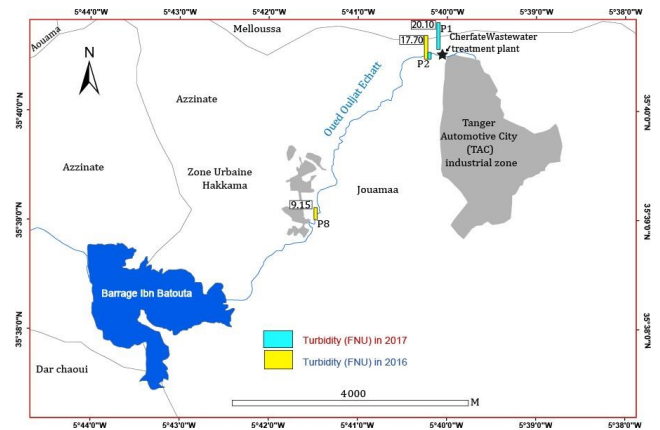 5°44'0"W
5°43'0"W
5°42'0"W
5°41'0"W
5°40'0"W
5°39'0"W
5°38'0"W
Aouama
Melloussa
20.10
P1
17.70
CherfateWastewater
treatment plant
P2
N
35°40'0"N
35°40'0"N
Azzinate
Oued Ouljat Echatt
Tanger
Automotive City
(TAC)
industrial zone
Azzinate
Zone Urbaine
Hakkama
Jouamaa
9.15
P8
35°39'0"N
35°39'0"N
Barrage Ibn Batouta
35°38'0"N
35°38'0"N
Turbidity (FNU) in 2017
Turbidity (FNU) in 2016
Dar chaoui
4000
M
5°44'0"W
5°43'0"W
5°42'0"W
5°41'0"W
5°40'0"W
5°39'0"W
5°38'0"W